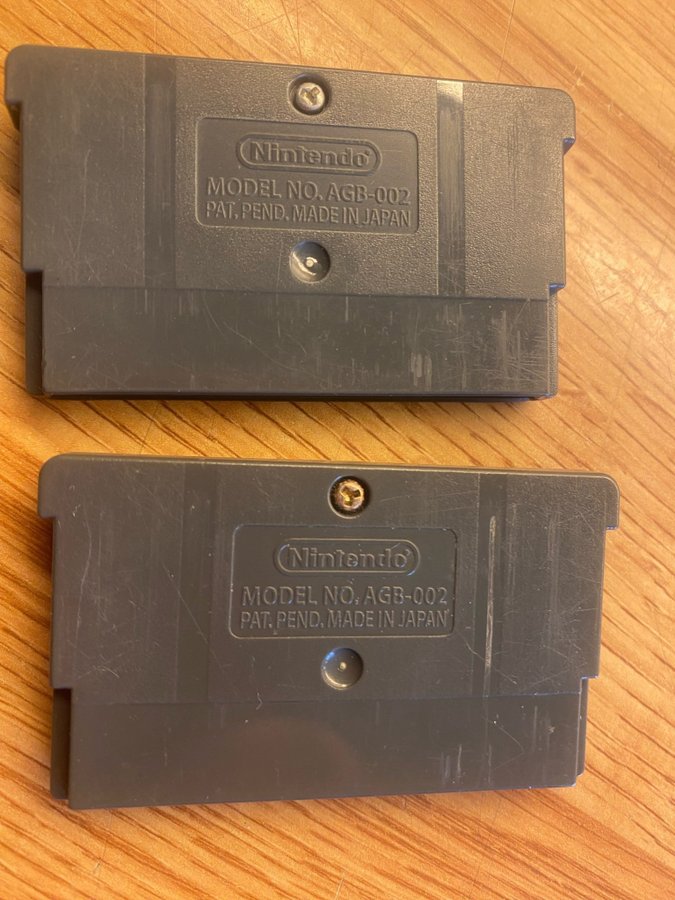 Nintendo
MODEL NO. AGB-002
PAT. PEND. MADE IN JAPAN
Nintendo
MODEL NO. AGB-002
PAT. PEND. MADE IN JAPAN